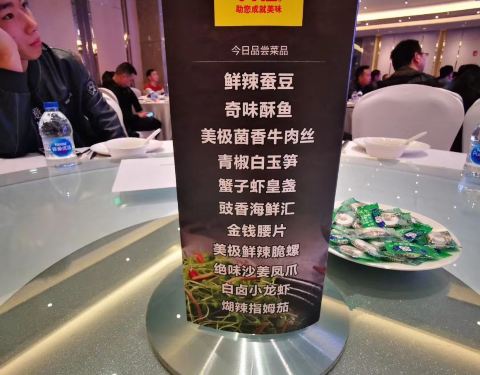 助您成就美味
今日品尝菜品
鲜辣蚕豆
奇味酥鱼
美极菌香牛肉丝
青椒白玉笋
蟹子虾皇盏
豉香海鲜汇
金钱腰片
美极鲜辣脆螺
绝味沙姜凤爪
白卤小龙虾
煳辣指姆茄